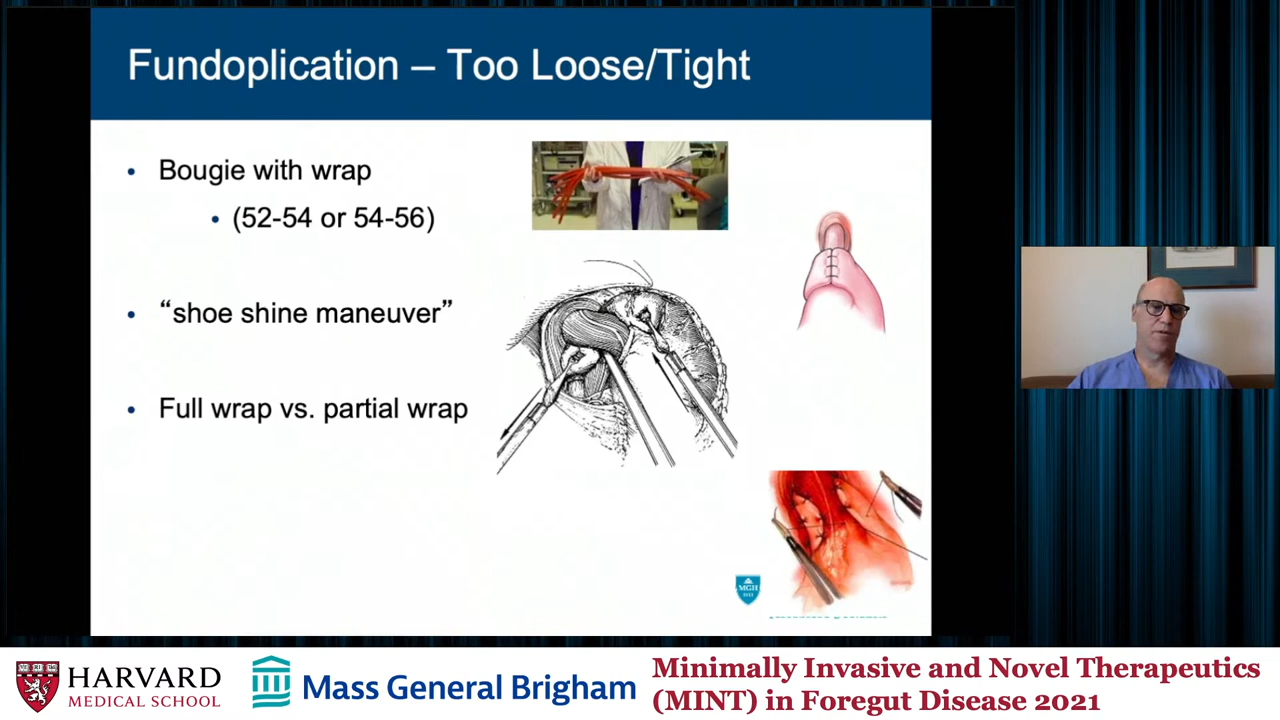 Fundoplication – Too Loose/Tight
• Bougie with wrap
• (52-54 or 54-56)
• “shoe shine maneuver”
• Full wrap vs. partial wrap
MGH
1811
HARVARD
MEDICAL SCHOOL
Mass General Brigham
Minimally Invasive and Novel Therapeutics
(MINT) in Foregut Disease 2021